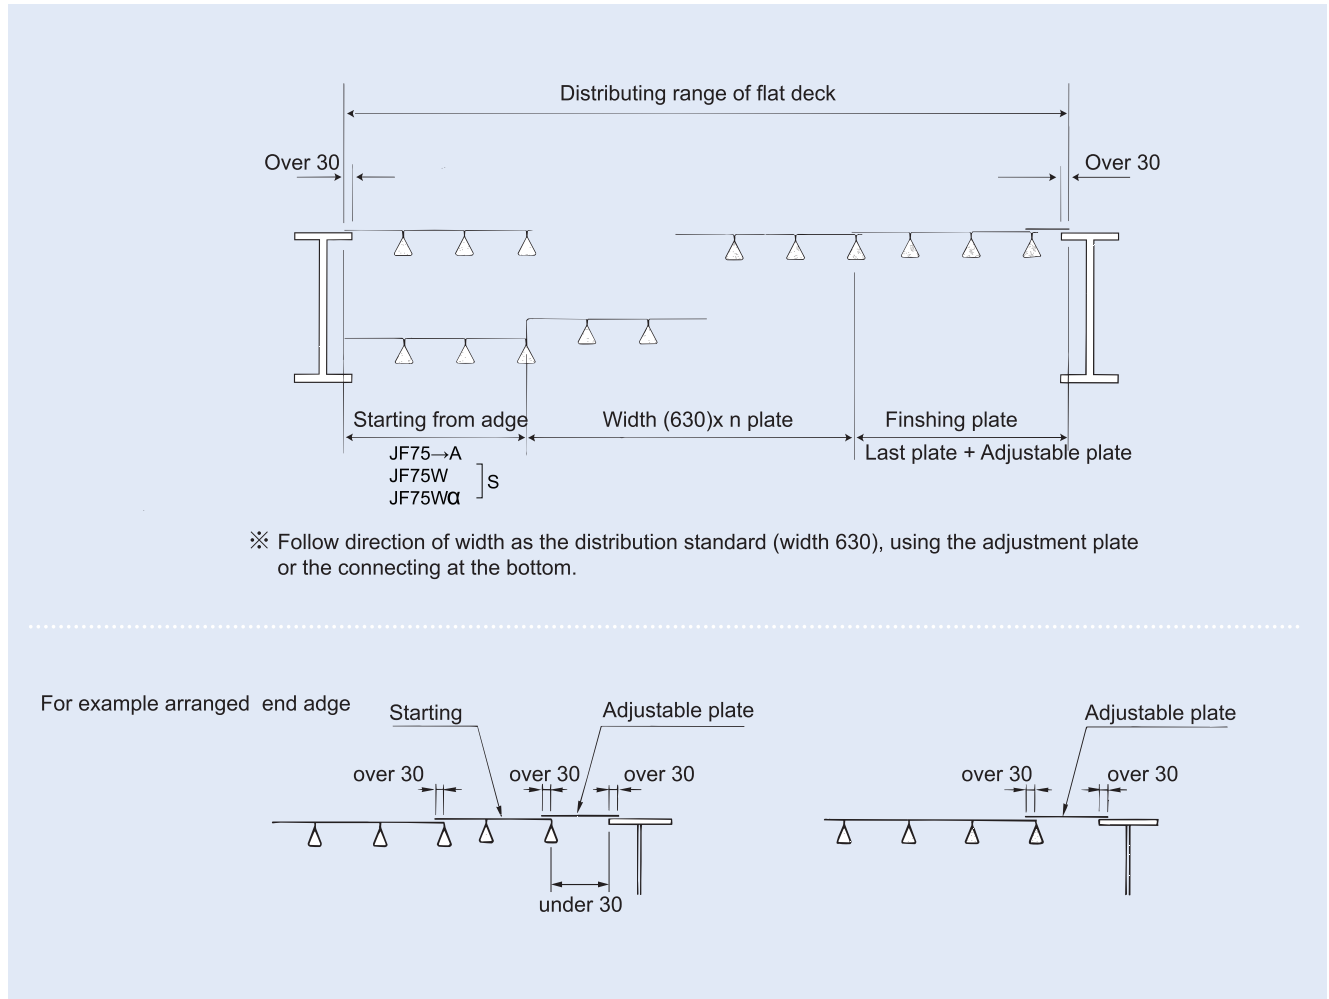 Distributing range of flat deck
Over 30
Over 30
Starting from adge
Width (630)x n plate
Finshing plate
JF75→A
Last plate + Adjustable plate
JF75W
S
JF75Wα
※ Follow direction of width as the distribution standard (width 630), using the adjustment plate
or the connecting at the bottom.
For example arranged end adge
Starting
Adjustable plate
Adjustable plate
over 30
over 30
over 30
over 30
over 30
under 30